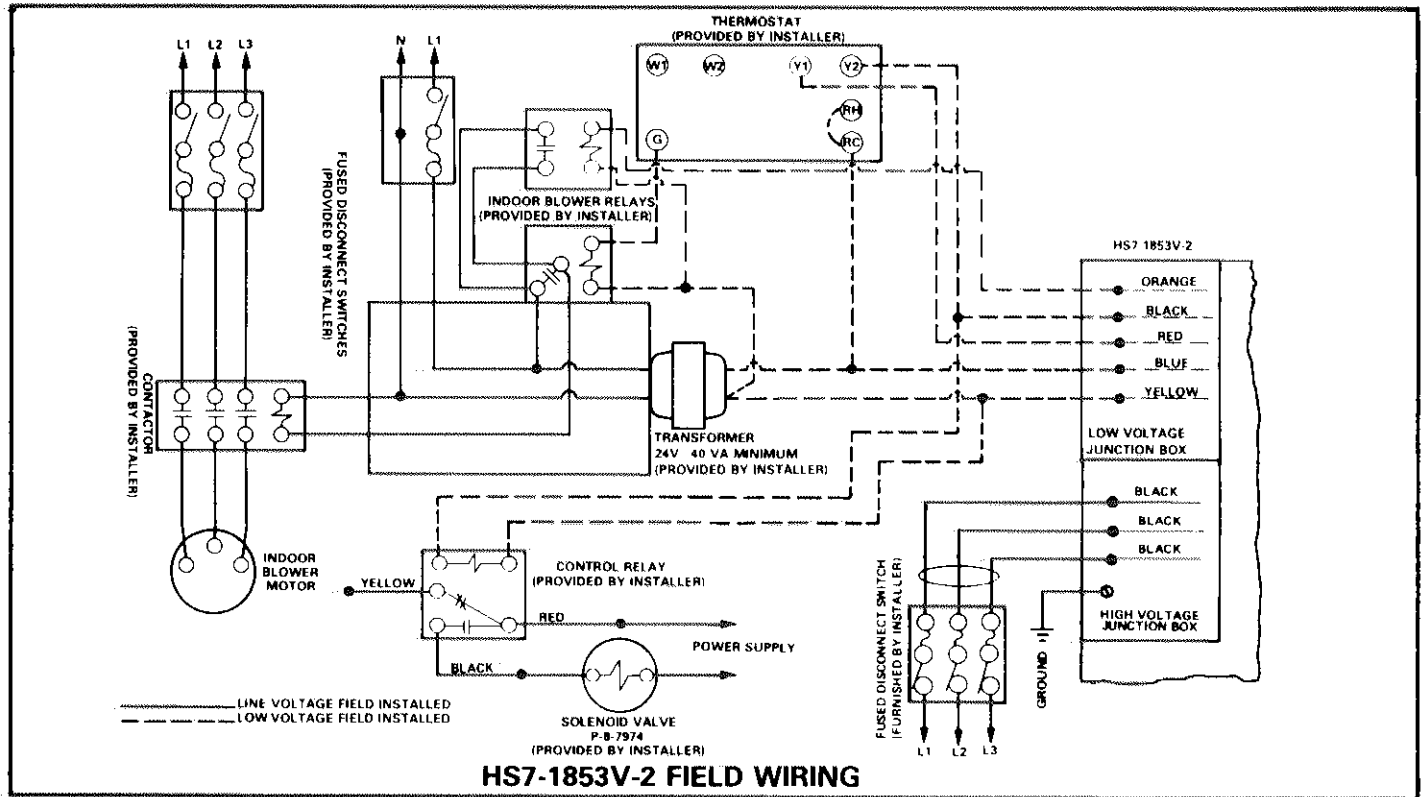 THERMOSTAT
(PROVIDED BY INSTALLER)
L1
L2
L3
N
L1
W1
W2
Y1
Y2
RH
RC
G
FUSED DISCONNECT SWITCHES
(PROVIDED BY INSTALLER)
INDOOR BLOWER RELAYS
(PROVIDED BY INSTALLER)
HS7 1853V-2
ORANGE
BLACK
RED
BLUE
YELLOW
LOW VOLTAGE
JUNCTION BOX
CONTACTOR
(PROVIDED BY INSTALLER)
TRANSFORMER
24V 40 VA MINIMUM
(PROVIDED BY INSTALLER)
BLACK
BLACK
BLACK
HIGH VOLTAGE
JUNCTION BOX
INDOOR
BLOWER
MOTOR
YELLOW
CONTROL RELAY
(PROVIDED BY INSTALLER)
RED
POWER SUPPLY
BLACK
FUSED DISCONNECT SWITCH
(FURNISHED BY INSTALLER)
GROUND
LINE VOLTAGE FIELD INSTALLED
LOW VOLTAGE FIELD INSTALLED
SOLENOID VALVE
P-8-7974
(PROVIDED BY INSTALLER)
L1
L2
L3
HS7-1853V-2 FIELD WIRING